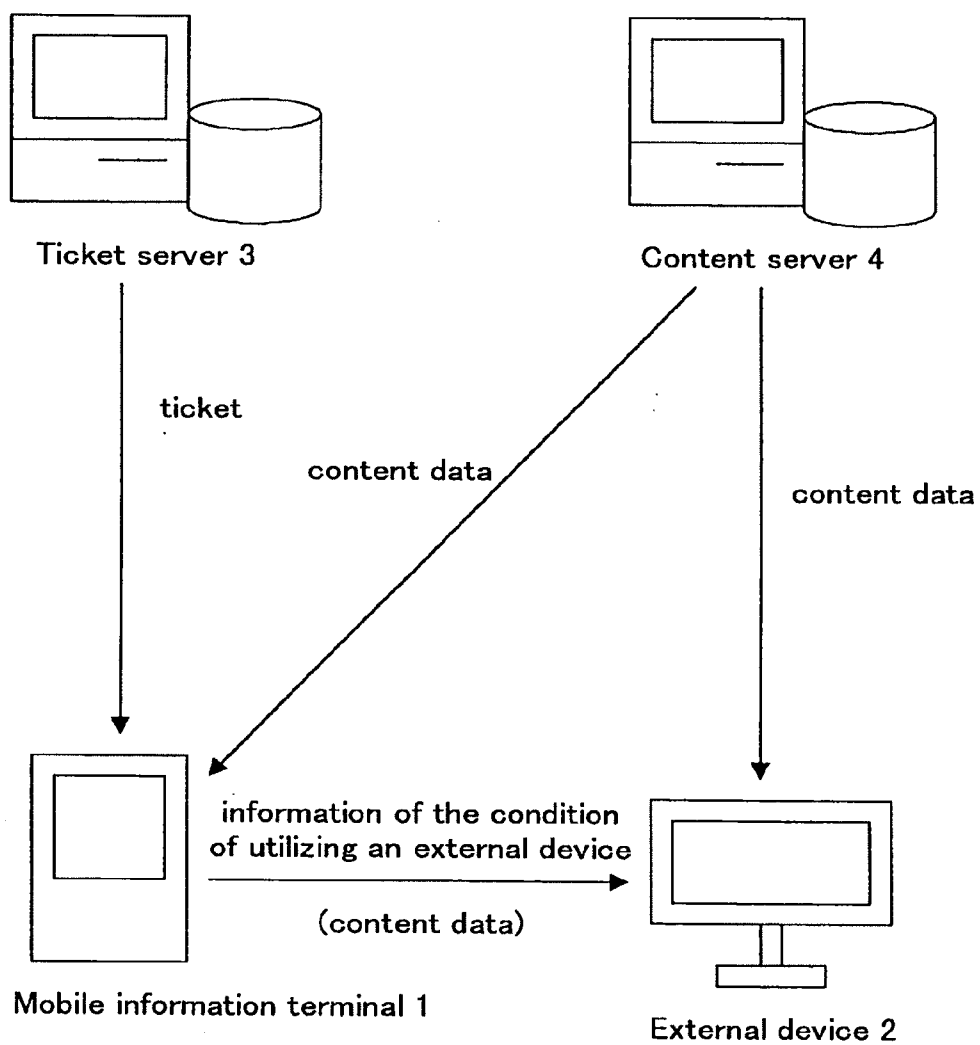 Ticket server 3
Content server 4
ticket
content data
content data
information of the condition
of utilizing an external device
(content data)
Mobile information terminal 1
External device 2